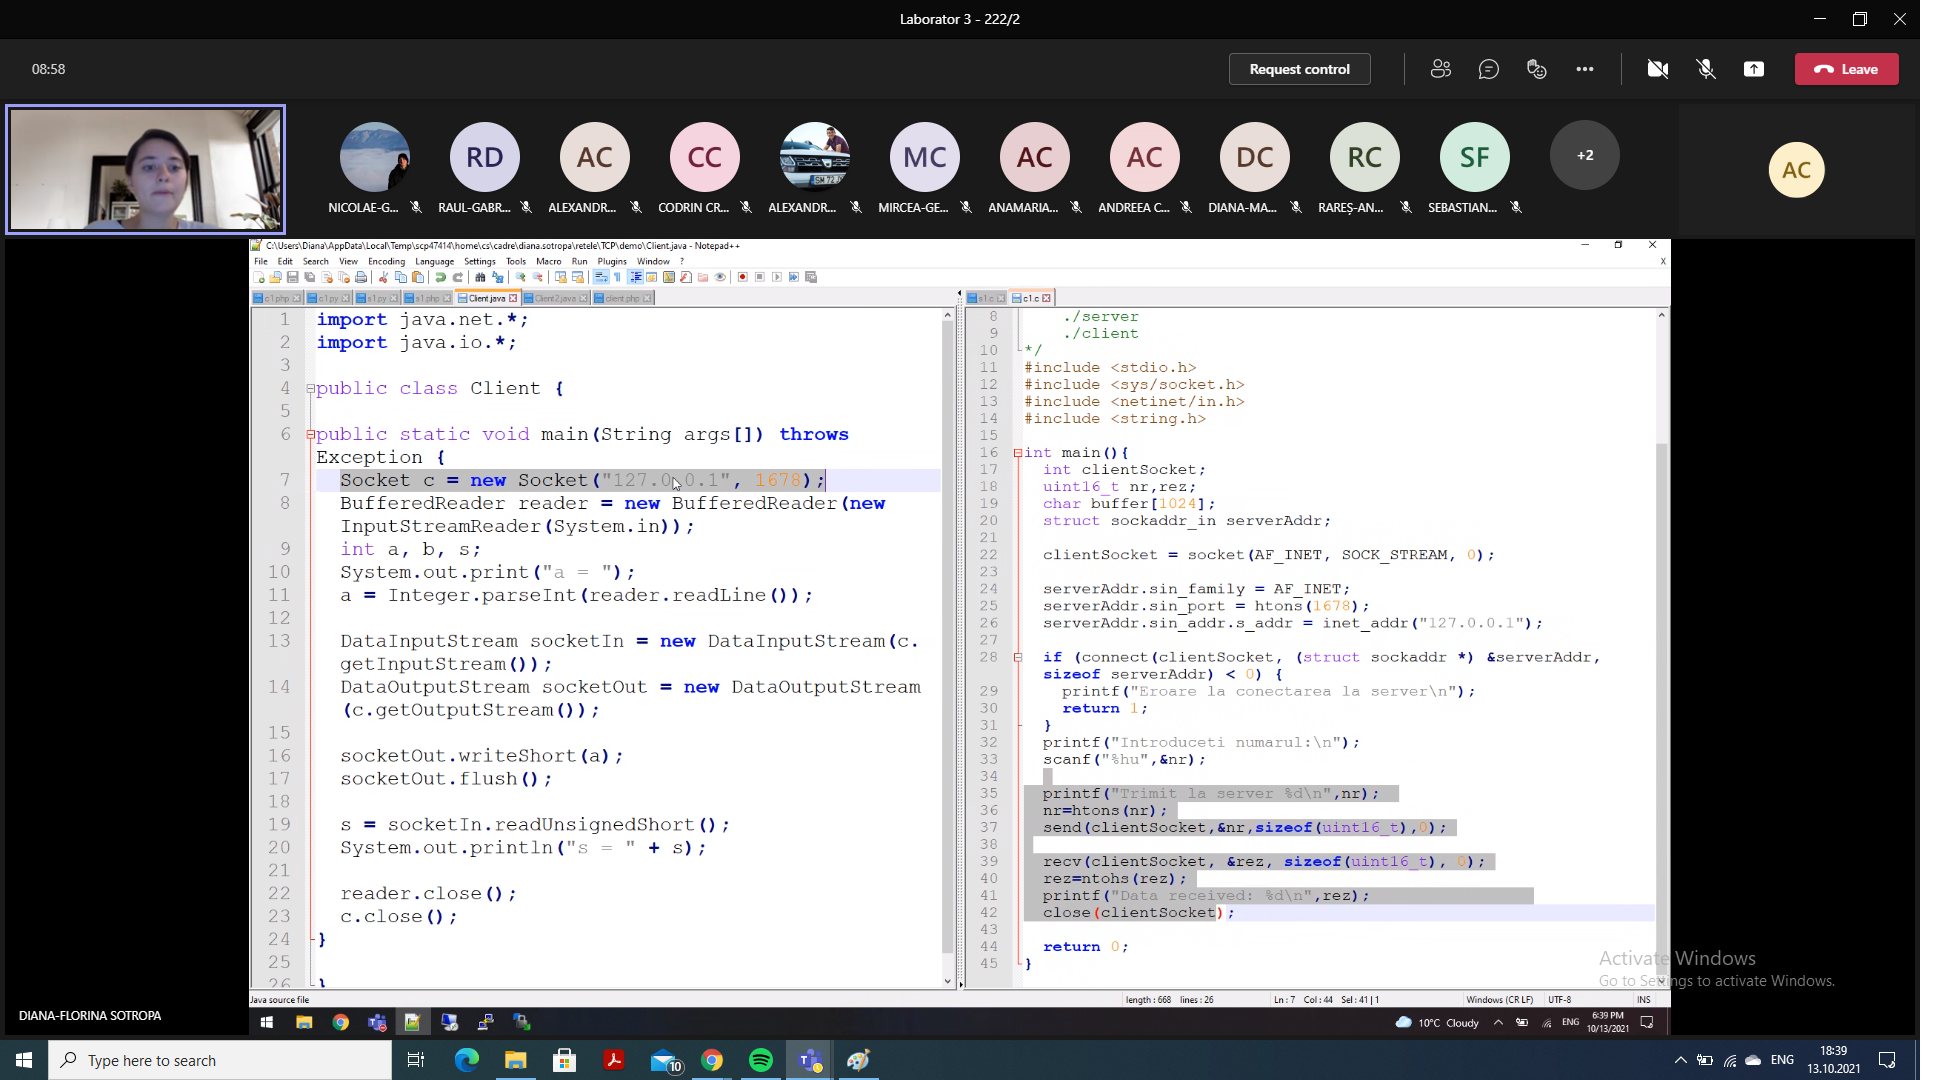 Laborator 3 - 222/2
08:58
Request control
Leave
RD AC CC MC AC AC DC RC SF +2 AC
NICOLAE-G... RAUL-GABR... ALEXANDR... CODRIN CR... ALEXANDR... MIRCEA-GE... ANAMARIA... ANDREEA C... DIANA-MA... RAREȘ-AN... SEBASTIAN...
C:\Users\Diana\AppData\Local\Temp\scp47414\home\cs\cadre\diana.sotropa\retele\TCP\demo\Client.java - Notepad++
File Edit Search View Encoding Language Settings Tools Macro Run Plugins Window ? X
c1.php c1.py s1.py s1.php Client.java Client2.java client.php
1 import java.net.*;
2 import java.io.*;
3
4 public class Client {
5
6 public static void main(String args[]) throws
Exception {
7 Socket c = new Socket("127.0.0.1", 1678);
8 BufferedReader reader = new BufferedReader(new
InputStreamReader(System.in));
9 int a, b, s;
10 System.out.print("a = ");
11 a = Integer.parseInt(reader.readLine());
12
13 DataInputStream socketIn = new DataInputStream(c.
getInputStream());
14 DataOutputStream socketOut = new DataOutputStream
(c.getOutputStream());
15
16 socketOut.writeShort(a);
17 socketOut.flush();
18
19 s = socketIn.readUnsignedShort();
20 System.out.println("s = " + s);
21
22 reader.close();
23 c.close();
24 }
25
26 }
s1.c c1.c
8 ./server
9 ./client
10 */
11 #include <stdio.h>
12 #include <sys/socket.h>
13 #include <netinet/in.h>
14 #include <string.h>
15
16 int main(){
17 int clientSocket;
18 uint16_t nr,rez;
19 char buffer[1024];
20 struct sockaddr_in serverAddr;
21
22 clientSocket = socket(AF_INET, SOCK_STREAM, 0);
23
24 serverAddr.sin_family = AF_INET;
25 serverAddr.sin_port = htons(1678);
26 serverAddr.sin_addr.s_addr = inet_addr("127.0.0.1");
27
28 if (connect(clientSocket, (struct sockaddr *) &serverAddr,
sizeof serverAddr) < 0) {
29 printf("Eroare la conectarea la server\n");
30 return 1;
31 }
32 printf("Introduceti numarul:\n");
33 scanf("%hu",&nr);
34
35 printf("Trimit la server %d\n",nr);
36 nr=htons(nr);
37 send(clientSocket,&nr,sizeof(uint16_t),0);
38
39 recv(clientSocket, &rez, sizeof(uint16_t), 0);
40 rez=ntohs(rez);
41 printf("Data received: %d\n",rez);
42 close(clientSocket);
43
44 return 0;
45 }
Activate Windows
Go to Settings to activate Windows.
Java source file length : 668 lines : 26 Ln : 7 Col : 44 Sel : 41 | 1 Windows (CR LF) UTF-8 INS
DIANA-FLORINA SOTROPA
10°C Cloudy ENG 6:39 PM
10/13/2021
Type here to search
10
ENG 18:39
13.10.2021